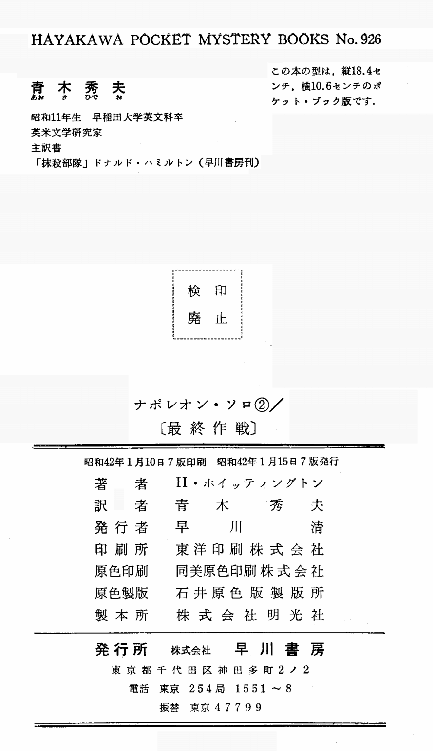 HAYAKAWA POCKET MYSTERY BOOKS No. 926
この本の型は，縦18.4セ
ンチ，横10.6センチのポ
ケット・ブック版です．
青木秀夫
あお き ひで お
昭和11年生 早稲田大学英文科卒
英米文学研究家
主訳書
「抹殺部隊」ドナルド・ハミルトン（早川書房刊）
検印
廃止
ナポレオン・ソロ②／
〔最終作戦〕
昭和42年1月10日7版印刷 昭和42年1月15日7版発行
著者 H・ホイッティングトン
訳者 青木秀夫
発行者 早川清
印刷所 東洋印刷株式会社
原色印刷 同美原色印刷株式会社
原色製版 石井原色版製版所
製本所 株式会社明光社
発行所 株式会社 早川書房
東京都千代田区神田多町2ノ2
電話 東京 254局 1551～8
振替 東京 47799